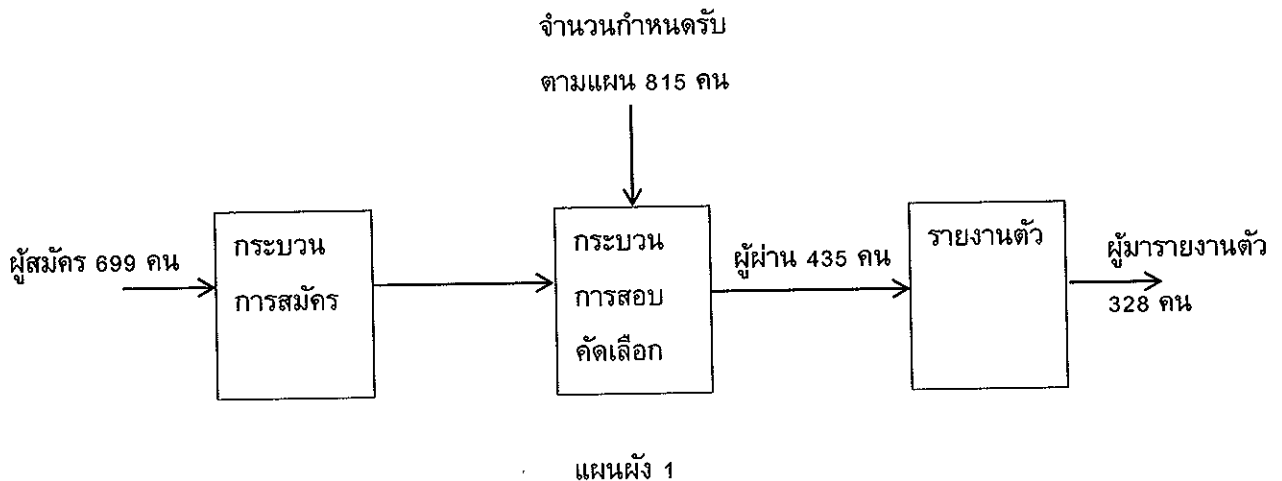 จำนวนกำหนดรับ
ตามแผน 815 คน
ผู้สมัคร 699 คน
กระบวน
การสมัคร
กระบวน
การสอบ
คัดเลือก
ผู้ผ่าน 435 คน
รายงานตัว
ผู้มารายงานตัว
328 คน
แผนผัง 1